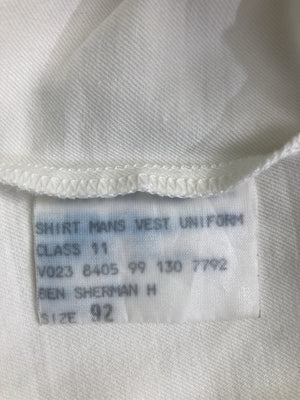 SHIRT MANS VEST UNIFORM
CLASS 11
V023 8405 99 130 7792
BEN SHERMAN H
SIZE 92